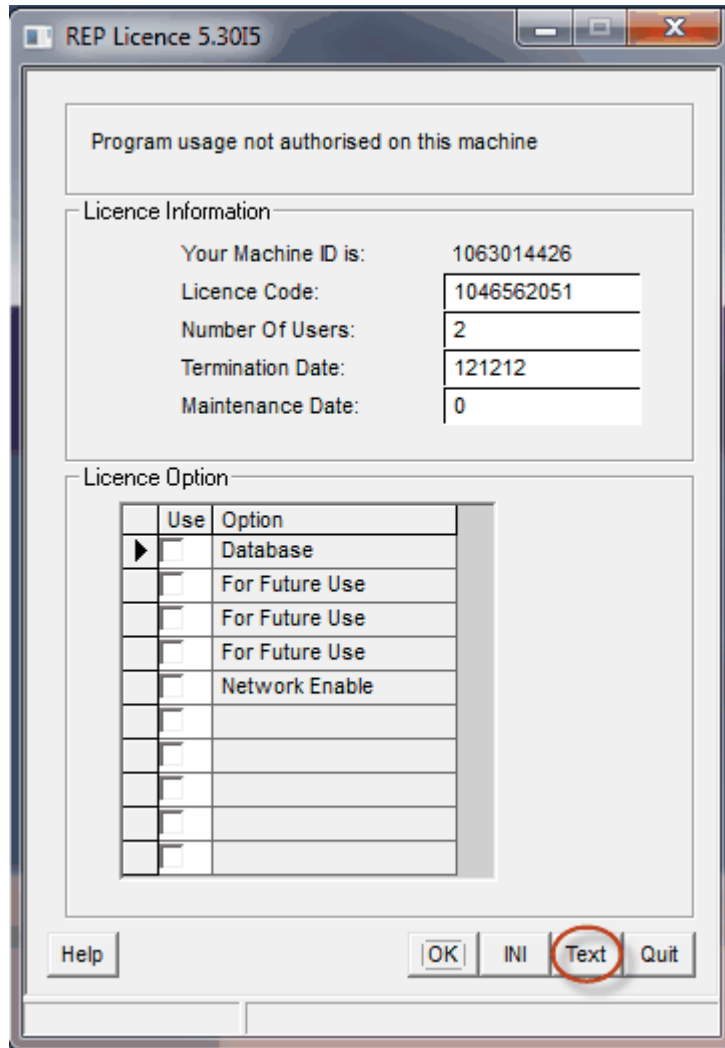 REP Licence 5.30I5
Program usage not authorised on this machine
Licence Information
Your Machine ID is: 1063014426
Licence Code: 1046562051
Number Of Users: 2
Termination Date: 121212
Maintenance Date: 0
Licence Option
Use Option
Database
For Future Use
For Future Use
For Future Use
Network Enable
Help OK INI Text Quit